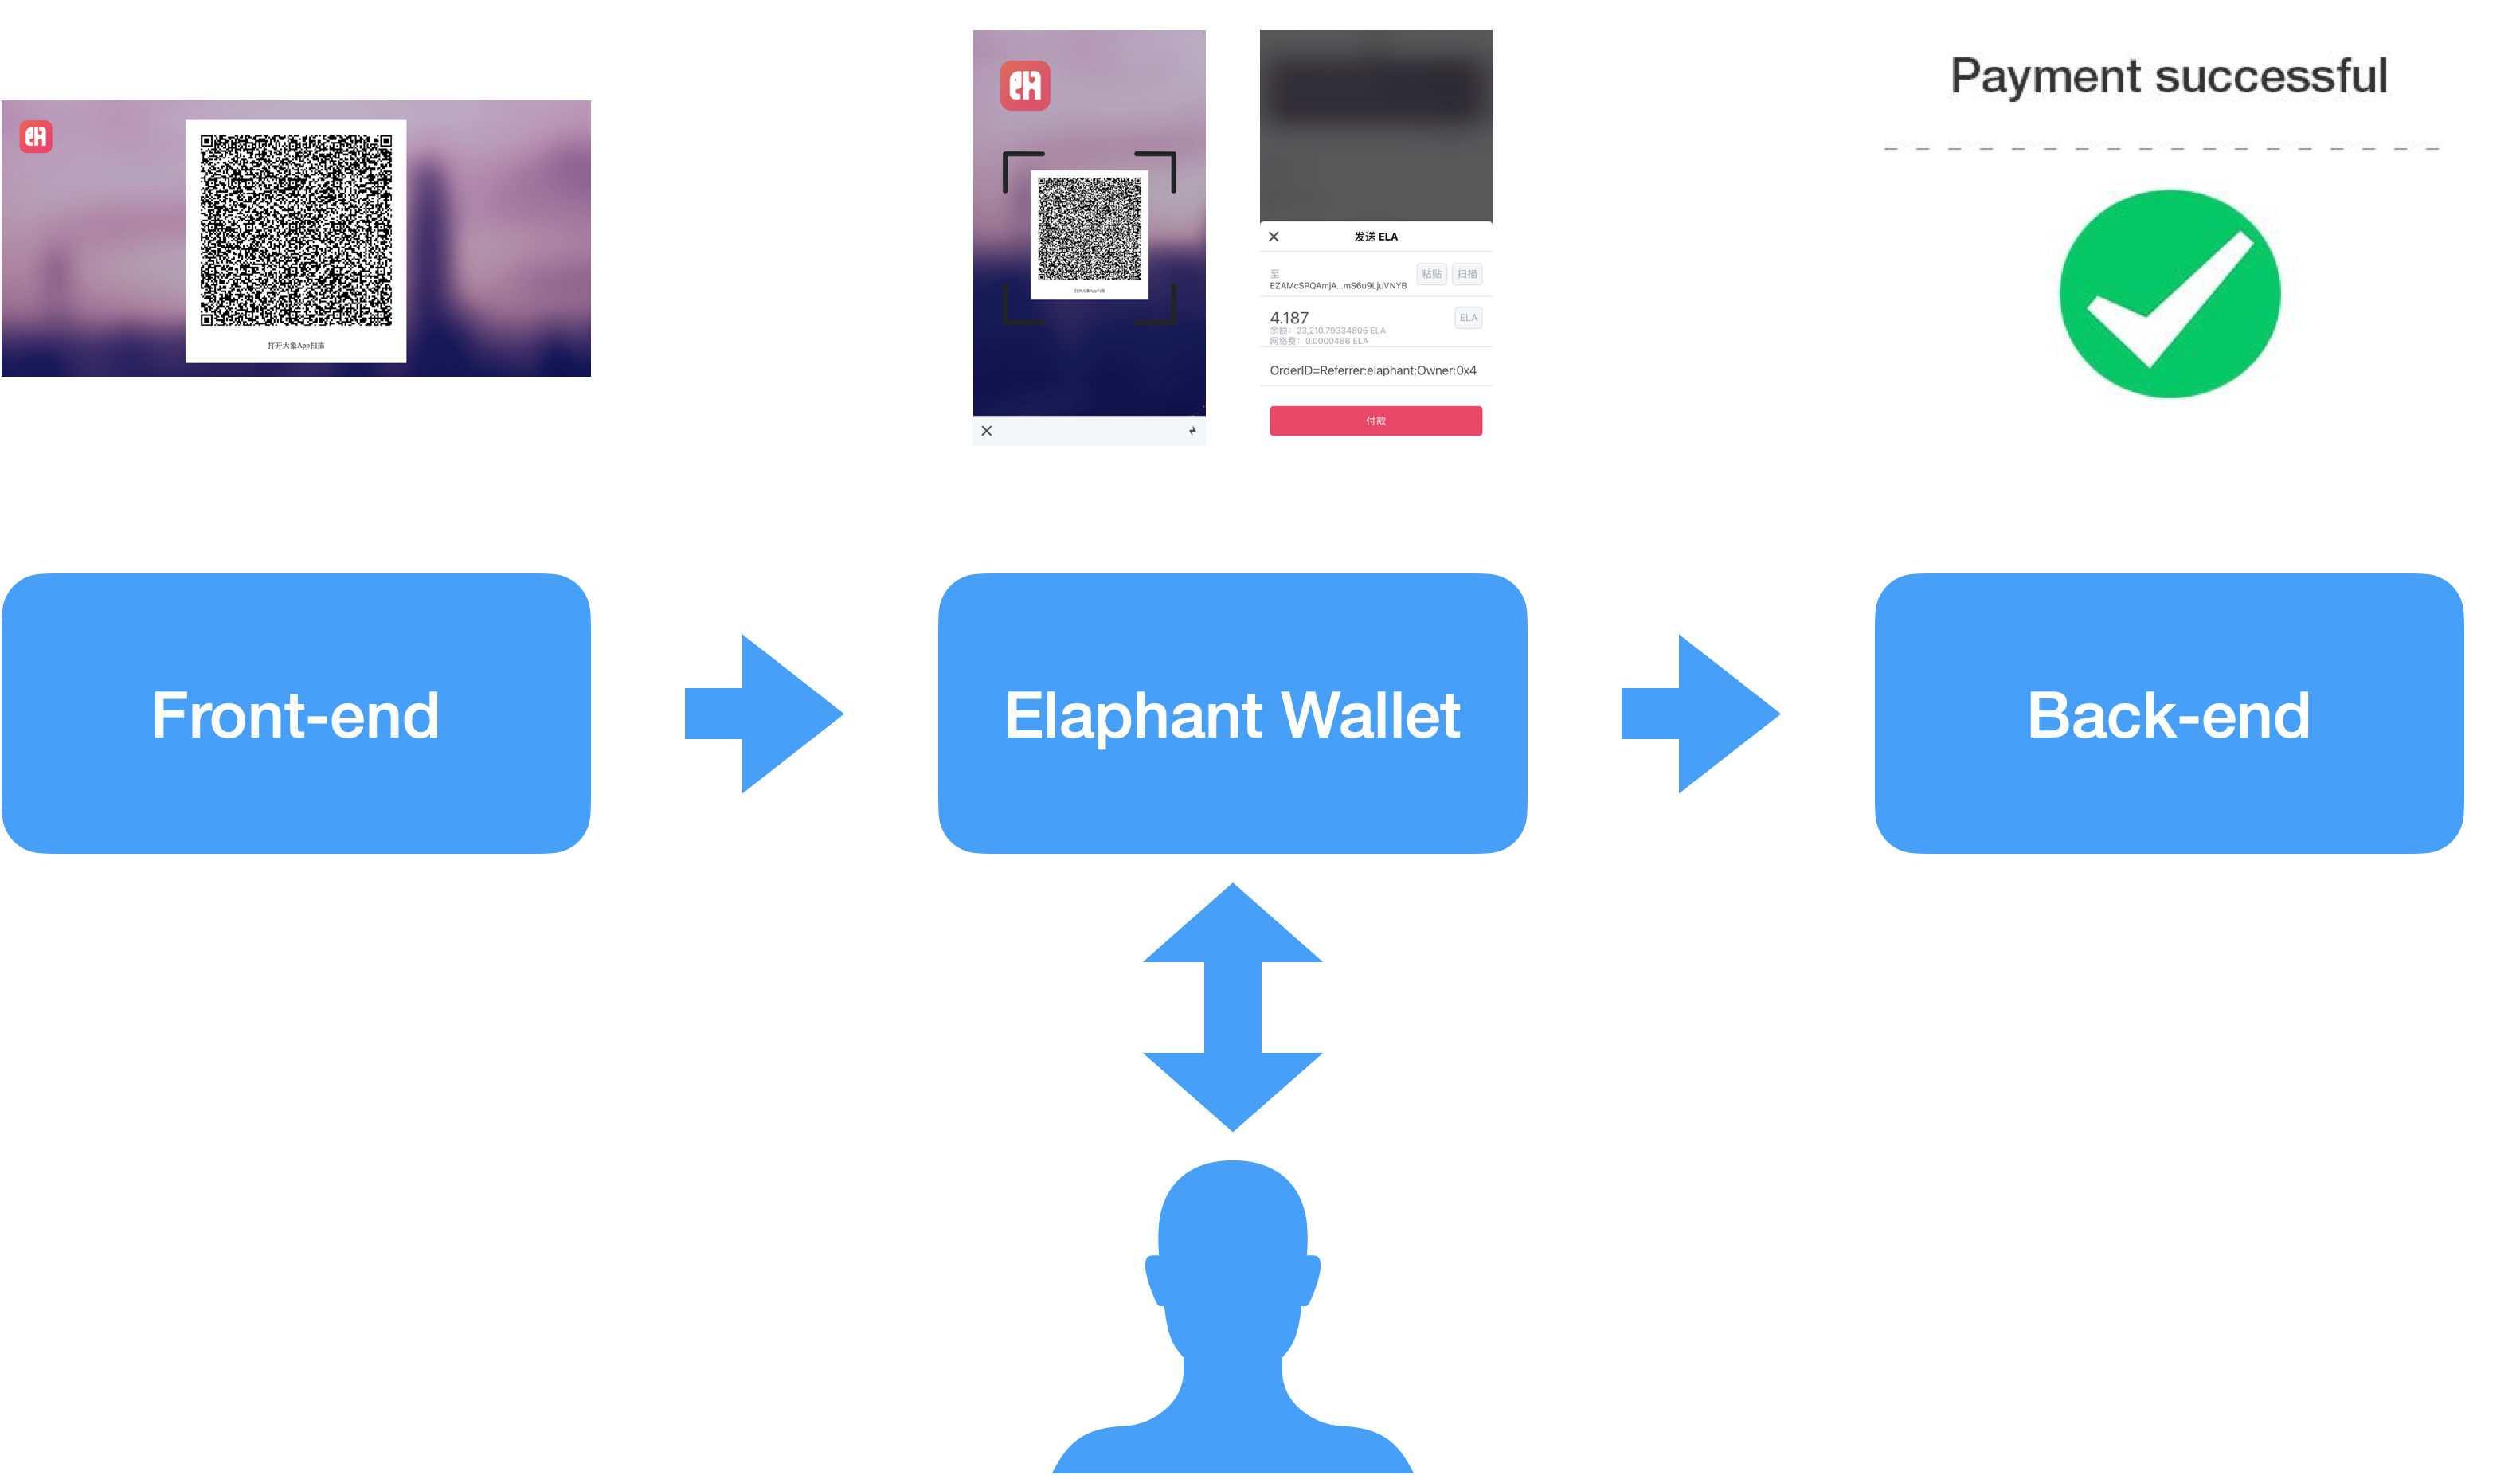 打开大象App扫描
打开大象App扫描
发送 ELA
至
粘贴 扫描
EZAMcSPQAmjA...mS6u9LjuVNYB
4.187
ELA
余额：23,210.79334805 ELA
网络费：0.0000486 ELA
OrderID=Referrer:elaphant;Owner:0x4
付款
Payment successful
Front-end
Elaphant Wallet
Back-end